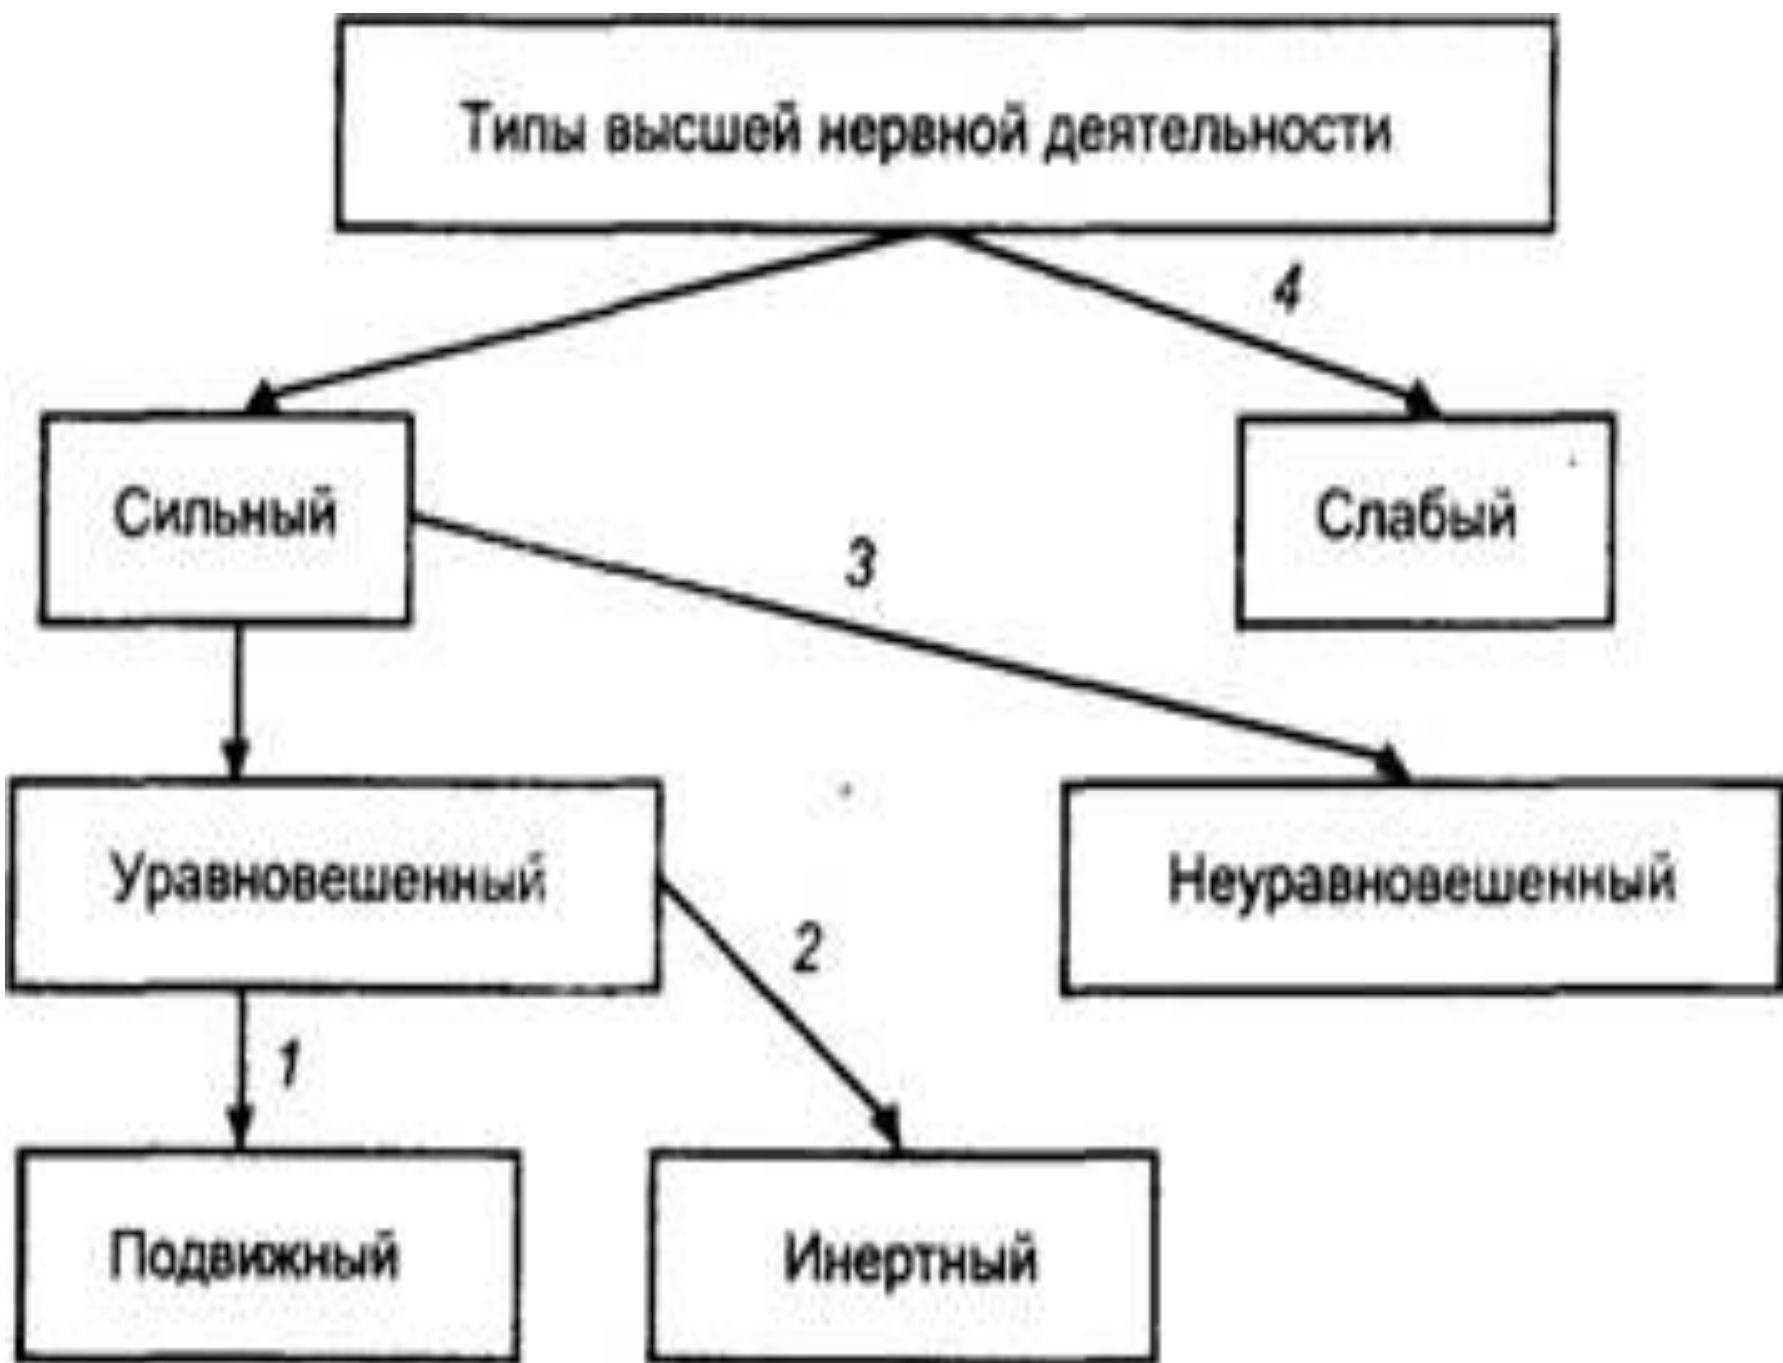 Типы высшей нервной деятельности
4
Сильный
Слабый
3
Уравновешенный
Неуравновешенный
2
1
Подвижный
Инертный